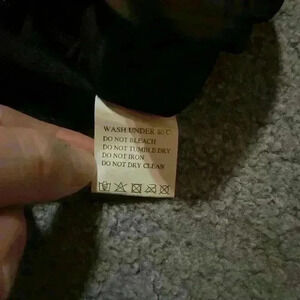 WASH UNDER 40 C
DO NOT BLEACH
DO NOT TUMBLE DRY
DO NOT IRON
DO NOT DRY CLEAN